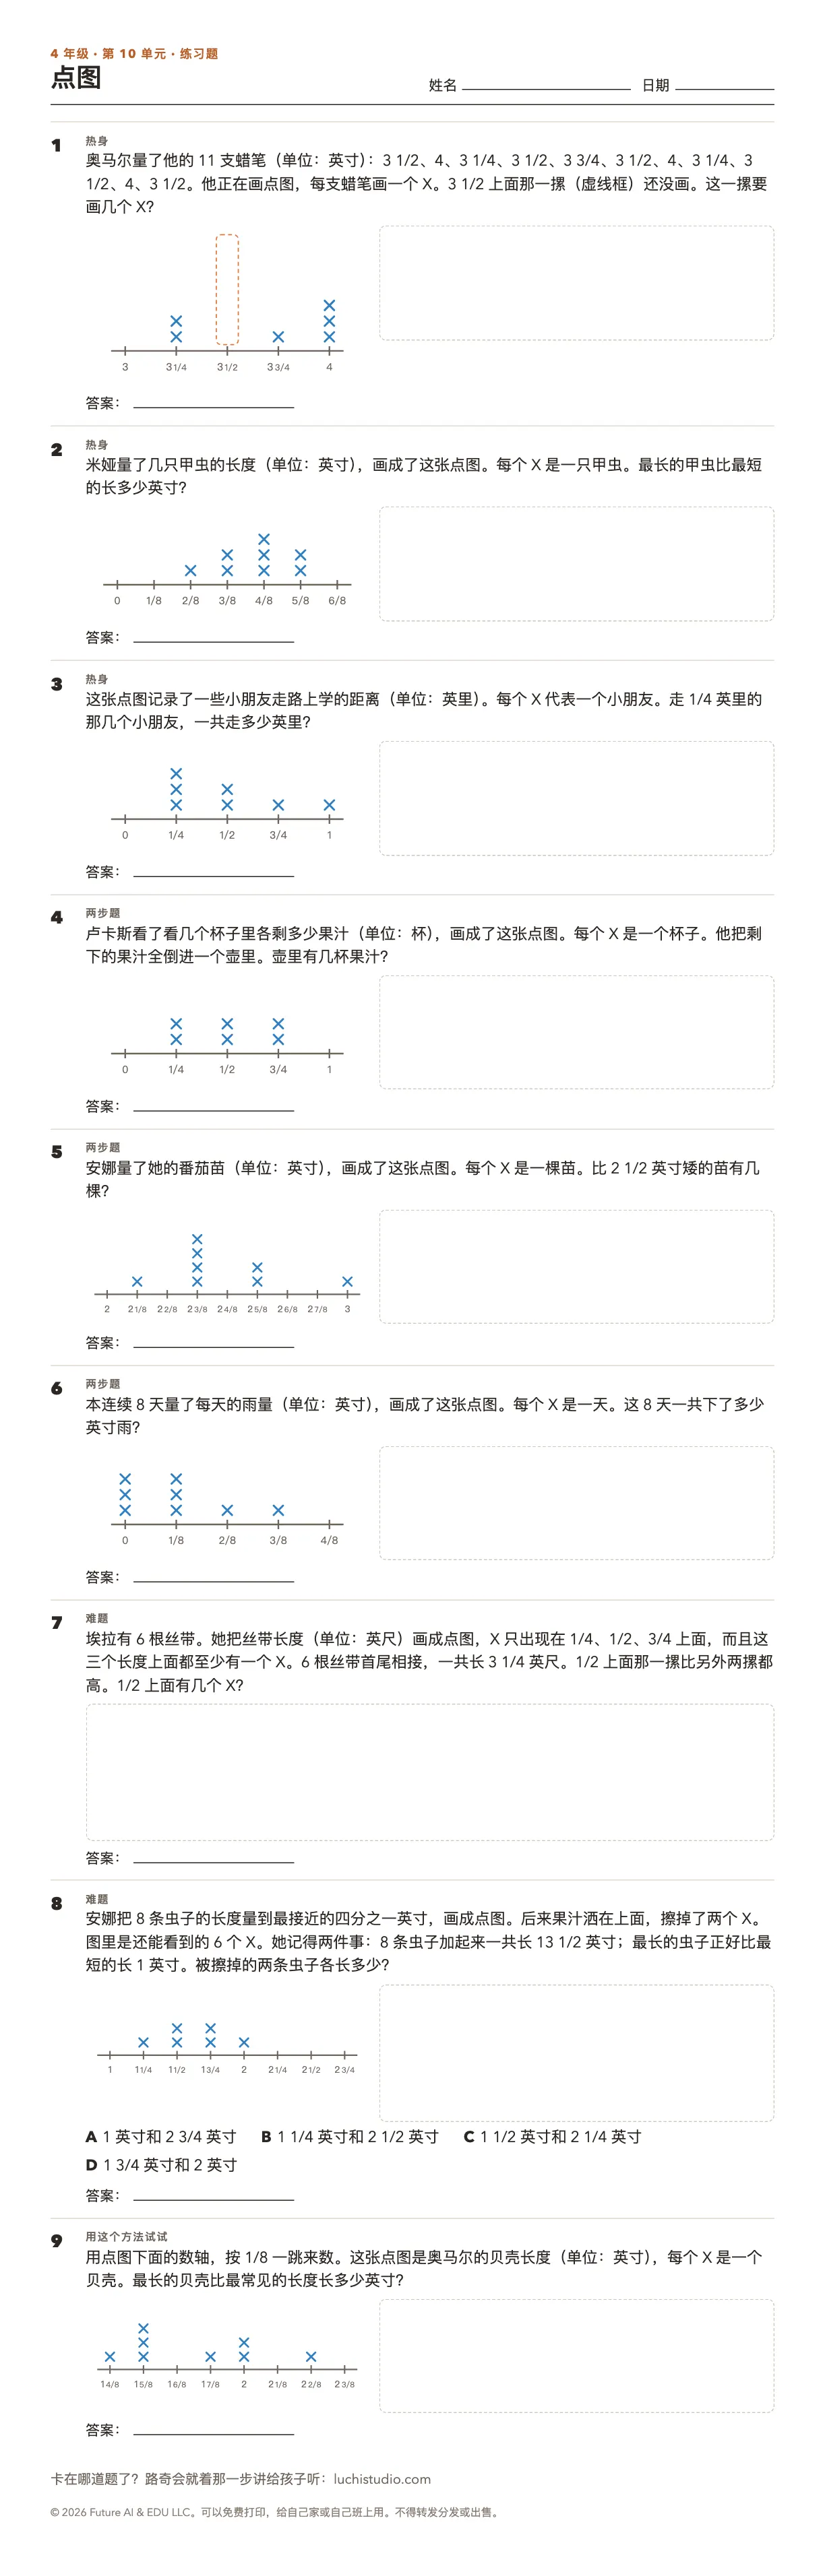 4 年级 · 第 10 单元 · 练习题
点图
姓名 日期
1 热身
奥马尔量了他的 11 支蜡笔（单位：英寸）：3 1/2、4、3 1/4、3 1/2、3 3/4、3 1/2、4、3 1/4、3
1/2、4、3 1/2。他正在画点图，每支蜡笔画一个 X。3 1/2 上面那一摞（虚线框）还没画。这一摞要
画几个 X？
3 3 1/4 3 1/2 3 3/4 4
答案：
2 热身
米娅量了几只甲虫的长度（单位：英寸），画成了这张点图。每个 X 是一只甲虫。最长的甲虫比最短
的长多少英寸？
0 1/8 2/8 3/8 4/8 5/8 6/8
答案：
3 热身
这张点图记录了一些小朋友走路上学的距离（单位：英里）。每个 X 代表一个小朋友。走 1/4 英里的
那几个小朋友，一共走多少英里？
0 1/4 1/2 3/4 1
答案：
4 两步题
卢卡斯看了看几个杯子里各剩多少果汁（单位：杯），画成了这张点图。每个 X 是一个杯子。他把剩
下的果汁全倒进一个壶里。壶里有几杯果汁？
0 1/4 1/2 3/4 1
答案：
5 两步题
安娜量了她的番茄苗（单位：英寸），画成了这张点图。每个 X 是一棵苗。比 2 1/2 英寸矮的苗有几
棵？
2 2 1/8 2 2/8 2 3/8 2 4/8 2 5/8 2 6/8 2 7/8 3
答案：
6 两步题
本连续 8 天量了每天的雨量（单位：英寸），画成了这张点图。每个 X 是一天。这 8 天一共下了多少
英寸雨？
0 1/8 2/8 3/8 4/8
答案：
7 难题
埃拉有 6 根丝带。她把丝带长度（单位：英尺）画成点图，X 只出现在 1/4、1/2、3/4 上面，而且这
三个长度上面都至少有一个 X。6 根丝带首尾相接，一共长 3 1/4 英尺。1/2 上面那一摞比另外两摞都
高。1/2 上面有几个 X？
答案：
8 难题
安娜把 8 条虫子的长度量到最接近的四分之一英寸，画成点图。后来果汁洒在上面，擦掉了两个 X。
图里是还能看到的 6 个 X。她记得两件事：8 条虫子加起来一共长 13 1/2 英寸；最长的虫子正好比最
短的长 1 英寸。被擦掉的两条虫子各长多少？
1 1 1/4 1 1/2 1 3/4 2 2 1/4 2 1/2 2 3/4
A 1 英寸和 2 3/4 英寸 B 1 1/4 英寸和 2 1/2 英寸 C 1 1/2 英寸和 2 1/4 英寸
D 1 3/4 英寸和 2 英寸
答案：
9 用这个方法试试
用点图下面的数轴，按 1/8 一跳来数。这张点图是奥马尔的贝壳长度（单位：英寸），每个 X 是一个
贝壳。最长的贝壳比最常见的长度长多少英寸？
1 4/8 1 5/8 1 6/8 1 7/8 2 2 1/8 2 2/8 2 3/8
答案：
卡在哪道题了？路奇会就着那一步讲给孩子听：luchistudio.com
© 2026 Future AI & EDU LLC。可以免费打印，给自己家或自己班上用。不得转发分发或出售。